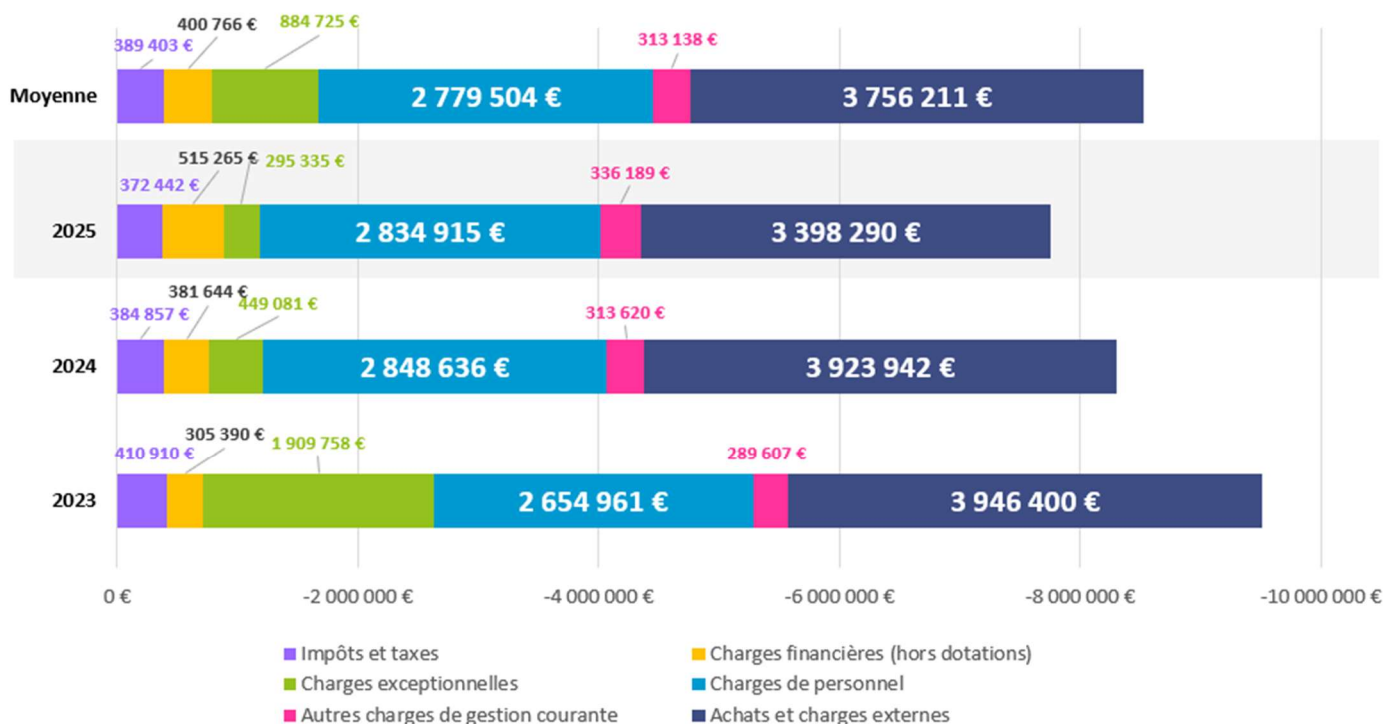 400 766 €
884 725 €
389 403 €
313 138 €
Moyenne
2 779 504 €
3 756 211 €
515 265 €
295 335 €
372 442 €
336 189 €
2025
2 834 915 €
3 398 290 €
381 644 €
449 081 €
384 857 €
313 620 €
2024
2 848 636 €
3 923 942 €
305 390 €
1 909 758 €
410 910 €
289 607 €
2023
2 654 961 €
3 946 400 €
0 €
-2 000 000 €
-4 000 000 €
-6 000 000 €
-8 000 000 €
-10 000 000 €
Impôts et taxes
Charges financières (hors dotations)
Charges exceptionnelles
Charges de personnel
Autres charges de gestion courante
Achats et charges externes